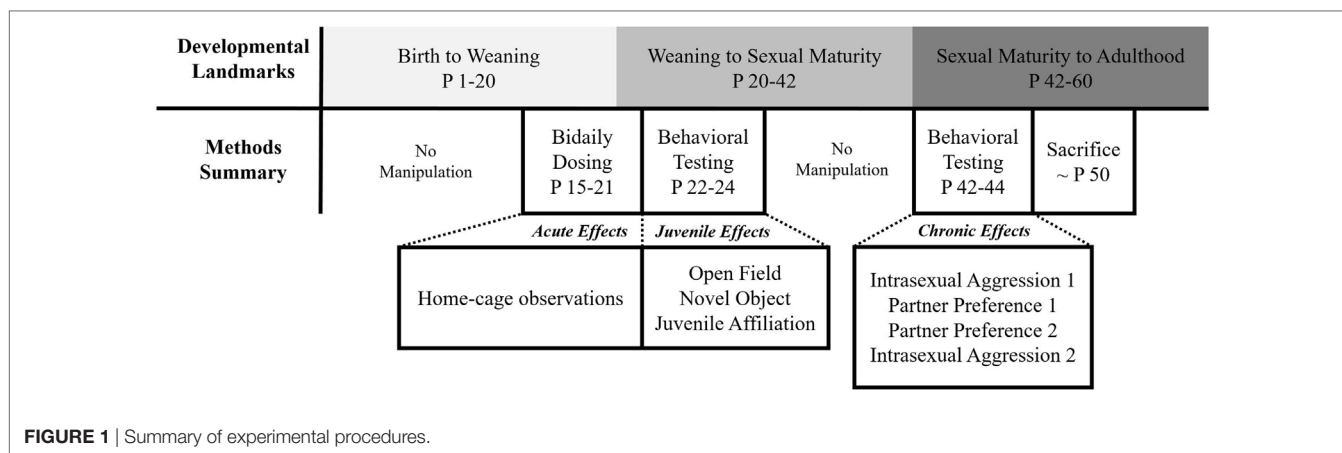 Developmental
Landmarks
Birth to Weaning
P 1-20
Weaning to Sexual Maturity
P 20-42
Sexual Maturity to Adulthood
P 42-60
Methods
Summary
No
Manipulation
Bidaily
Dosing
P 15-21
Behavioral
Testing
P 22-24
No
Manipulation
Behavioral
Testing
P 42-44
Sacrifice
~ P 50
Acute Effects
Juvenile Effects
Chronic Effects
Home-cage observations
Open Field
Novel Object
Juvenile Affiliation
Intrasexual Aggression 1
Partner Preference 1
Partner Preference 2
Intrasexual Aggression 2
FIGURE 1 | Summary of experimental procedures.